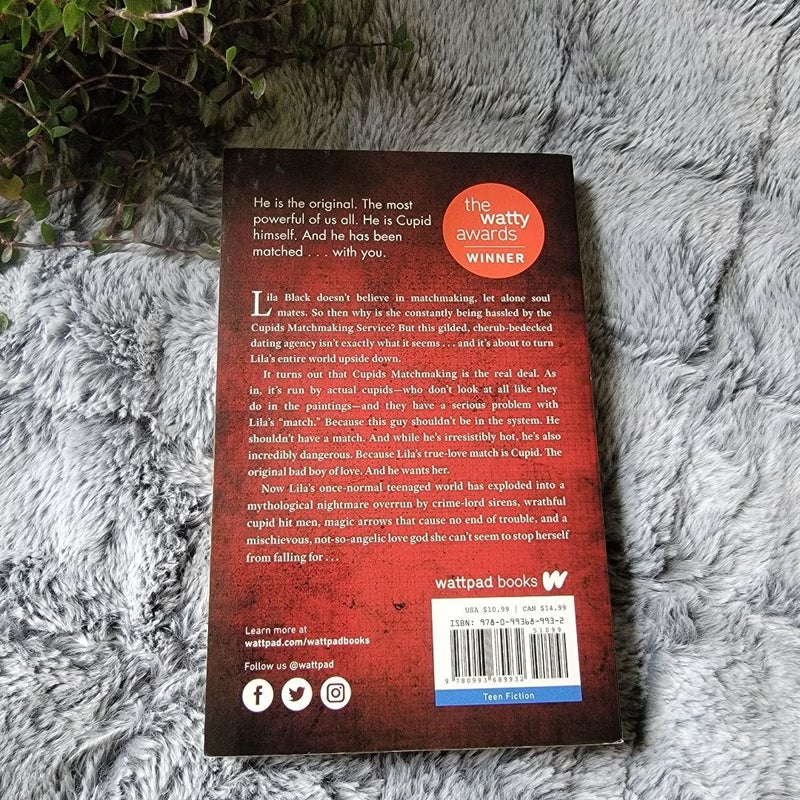 He is the original. The most
powerful of us all. He is Cupid
himself. And he has been
matched . . . with you.
the
watty
awards
WINNER
Lila Black doesn't believe in matchmaking, let alone soul
mates. So then why is she constantly being hassled by the
Cupids Matchmaking Service? But this gilded, cherub-bedecked
dating agency isn't exactly what it seems . . . and it's about to turn
Lila's entire world upside down.
It turns out that Cupids Matchmaking is the real deal. As
in, it's run by actual cupids—who don't look at all like they
do in the paintings—and they have a serious problem with
Lila's “match.” Because this guy shouldn't be in the system. He
shouldn't have a match. And while he's irresistibly hot, he's also
incredibly dangerous. Because Lila's true-love match is Cupid. The
original bad boy of love. And he wants her.
Now Lila's once-normal teenaged world has exploded into a
mythological nightmare overrun by crime-lord sirens, wrathful
cupid hit men, magic arrows that cause no end of trouble, and a
mischievous, not-so-angelic love god she can't seem to stop herself
from falling for . . .
wattpad books W
USA $10.99 | CAN $14.99
ISBN: 978-0-99368-993-2
51099
9 780993 689932
Teen Fiction
Learn more at
wattpad.com/wattpadbooks
Follow us @wattpad